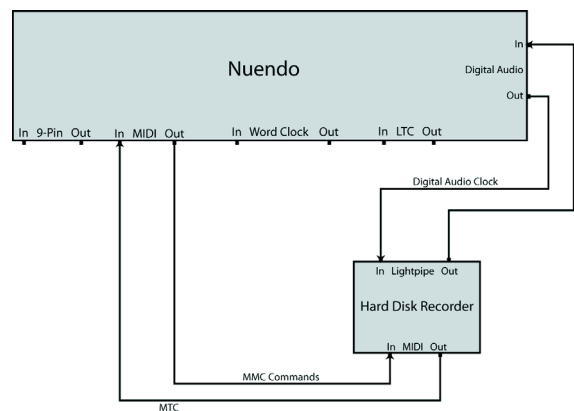 In
Nuendo
Digital Audio
Out
In 9-Pin Out In MIDI Out In Word Clock Out In LTC Out
Digital Audio Clock
In Lightpipe Out
Hard Disk Recorder
In MIDI Out
MMC Commands
MTC